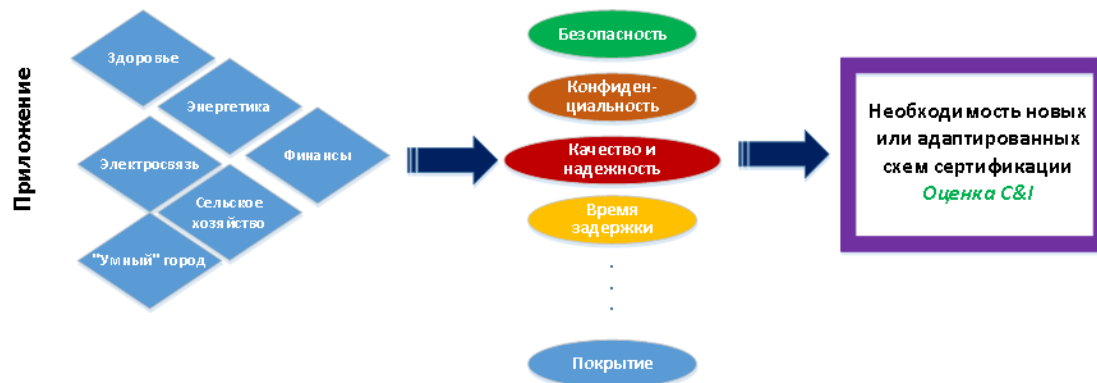 Приложение
Здоровье
Энергетика
Электросвязь
Финансы
Сельское
хозяйство
"Умный" город
Безопасность
Конфиден-
циальность
Качество и
надежность
Время
задержки
Покрытие
Необходимость новых
или адаптированных
схем сертификации
Оценка C&I